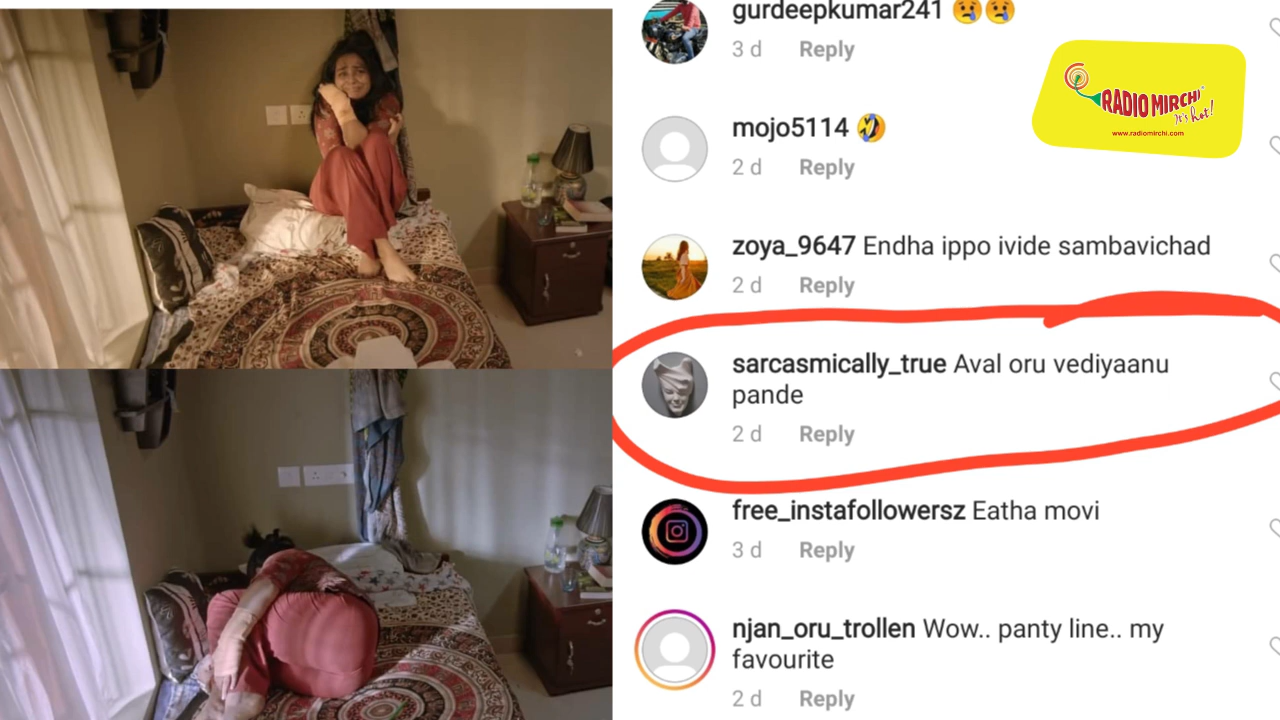 gurdeepkumar241 😢😢
3 d Reply
RADIO MIRCHI
it's hot!
www.radiomirchi.com
mojo5114 🤣
2 d Reply
zoya_9647 Endha ippo ivide sambavichad
2 d Reply
sarcasmically_true Aval oru vediyaanu
pande
2 d Reply
free_instafollowersz Eatha movi
3 d Reply
njan_oru_trollen Wow.. panty line.. my
favourite
2 d Reply